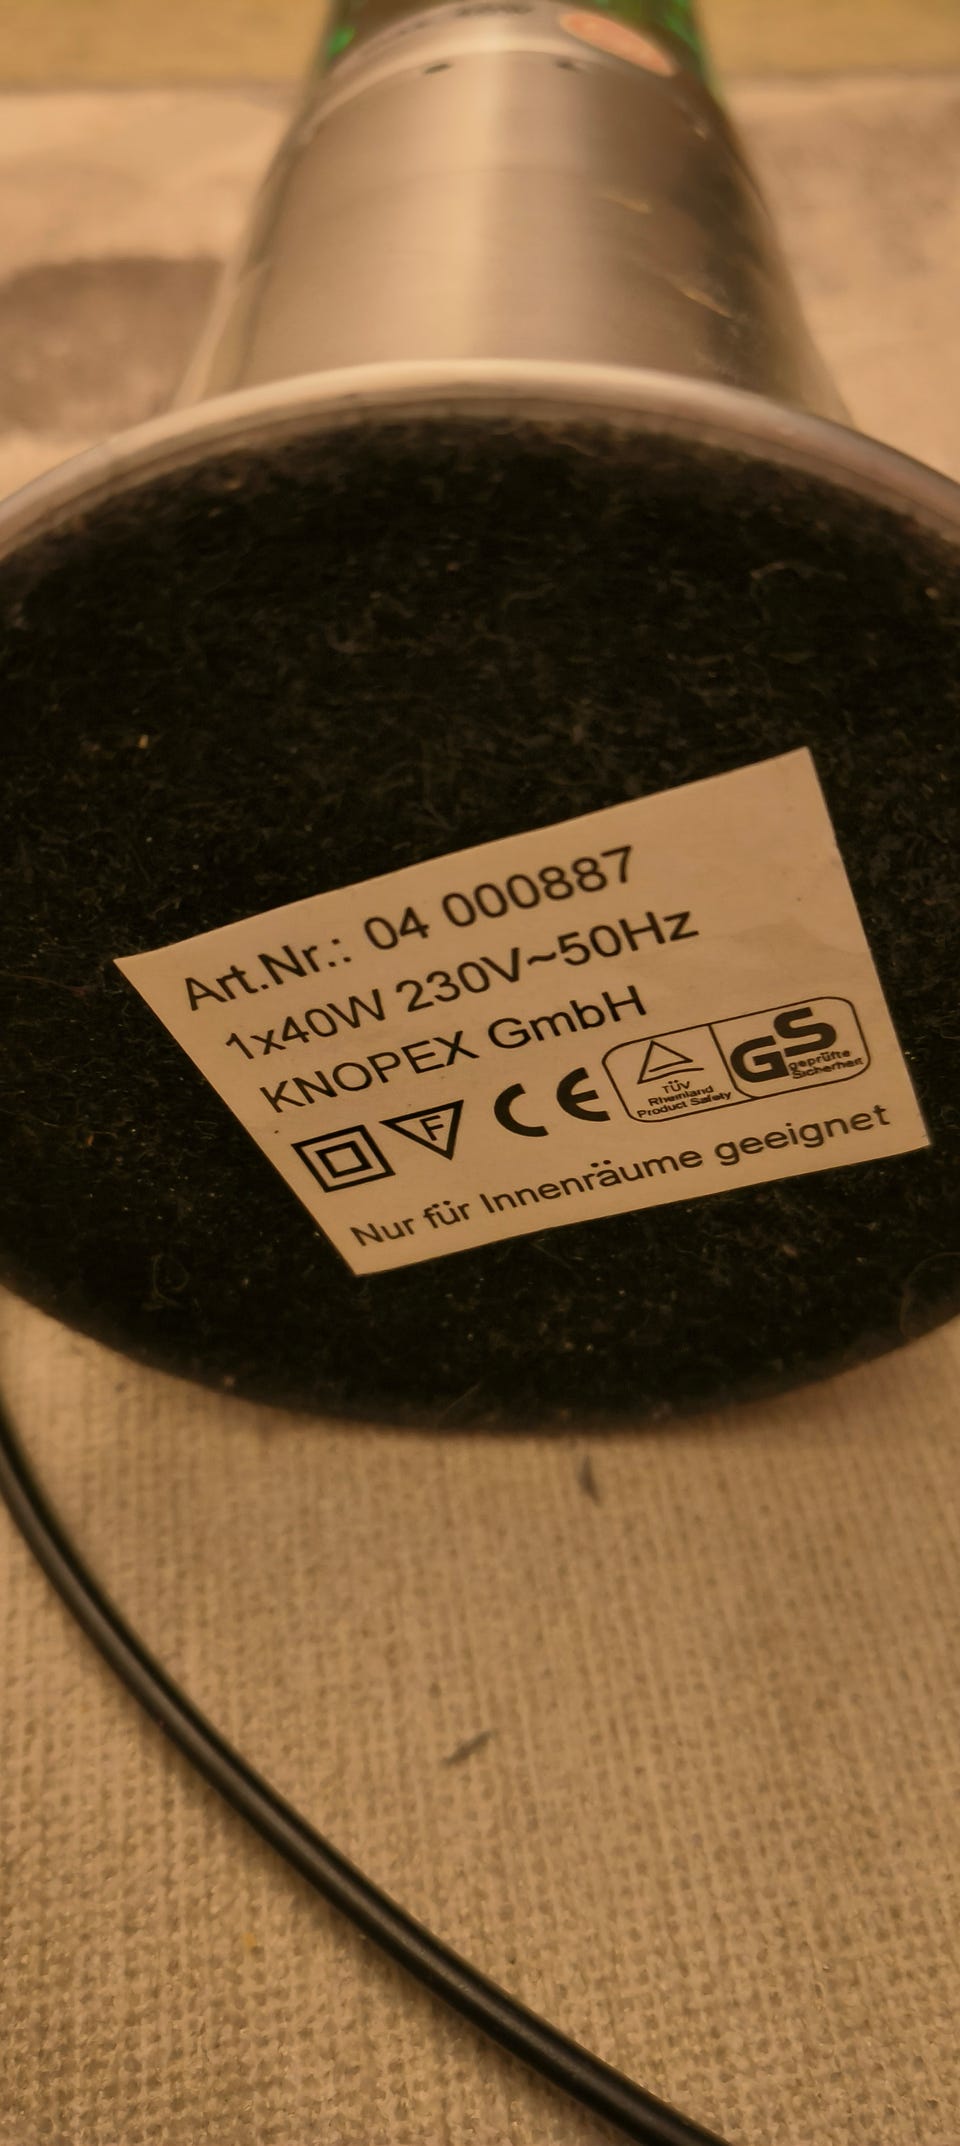 Art.Nr.: 04 000887
1x40W 230V~50Hz
KNOPEX GmbH
F CE TÜV Rheinland Product Safety GS geprüfte Sicherheit
Nur für Innenräume geeignet